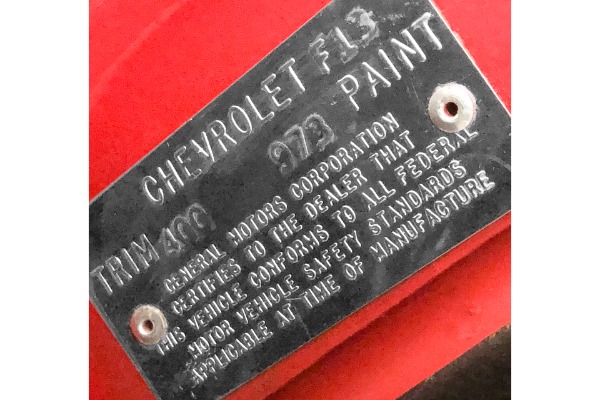 CHEVROLET F13
TRIM 400 973 PAINT
GENERAL MOTORS CORPORATION
CERTIFIES TO THE DEALER THAT
THIS VEHICLE CONFORMS TO ALL FEDERAL
MOTOR VEHICLE SAFETY STANDARDS
APPLICABLE AT TIME OF MANUFACTURE